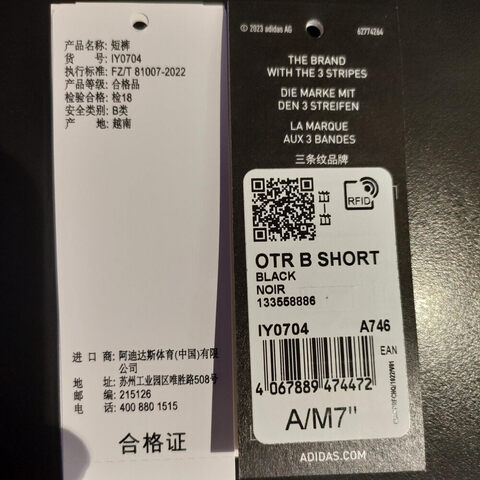 产品名称: 短裤
货 号: IY0704
执行标准: FZ/T 81007-2022
产品等级: 合格品
检验合格: 检18
安全类别: B类
产 地: 越南
进 口 商: 阿迪达斯体育(中国)有限
公司
地 址: 苏州工业园区唯胜路508号
邮 编: 215126
电 话: 400 880 1515
合格证
© 2023 adidas AG
62774264
THE BRAND
WITH THE 3 STRIPES
DIE MARKE MIT
DEN 3 STREIFEN
LA MARQUE
AUX 3 BANDES
三条纹品牌
RFID
OTR B SHORT
BLACK
NOIR
133558886
IY0704 A746
EAN
4 067889 474472
A/M7"
ADIDAS.COM